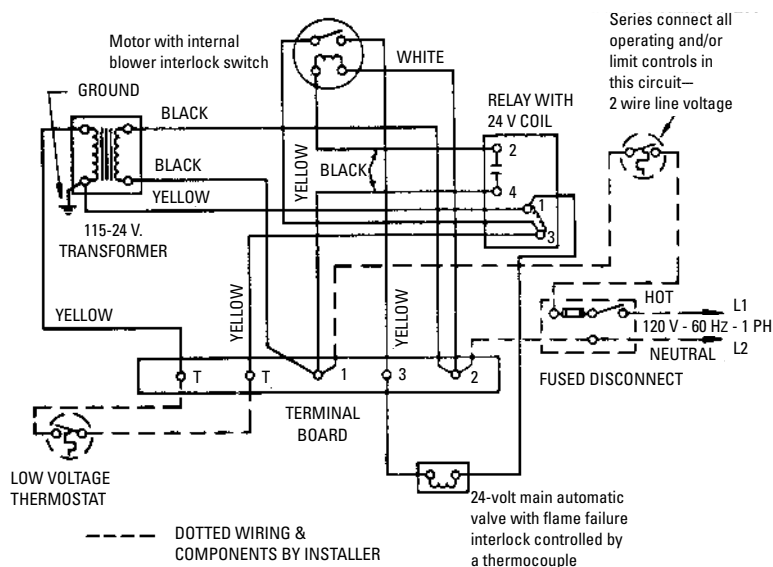 Motor with internal
blower interlock switch
Series connect all
operating and/or
limit controls in
this circuit—
2 wire line voltage
WHITE
GROUND
BLACK
RELAY WITH
24 V COIL
2
BLACK
BLACK
YELLOW
YELLOW
4
YELLOW
1
3
115-24 V.
TRANSFORMER
YELLOW
YELLOW
YELLOW
HOT
L1
120 V - 60 Hz - 1 PH
NEUTRAL
L2
FUSED DISCONNECT
T
T
1
3
2
TERMINAL
BOARD
LOW VOLTAGE
THERMOSTAT
24-volt main automatic
valve with flame failure
interlock controlled by
a thermocouple
DOTTED WIRING &
COMPONENTS BY INSTALLER